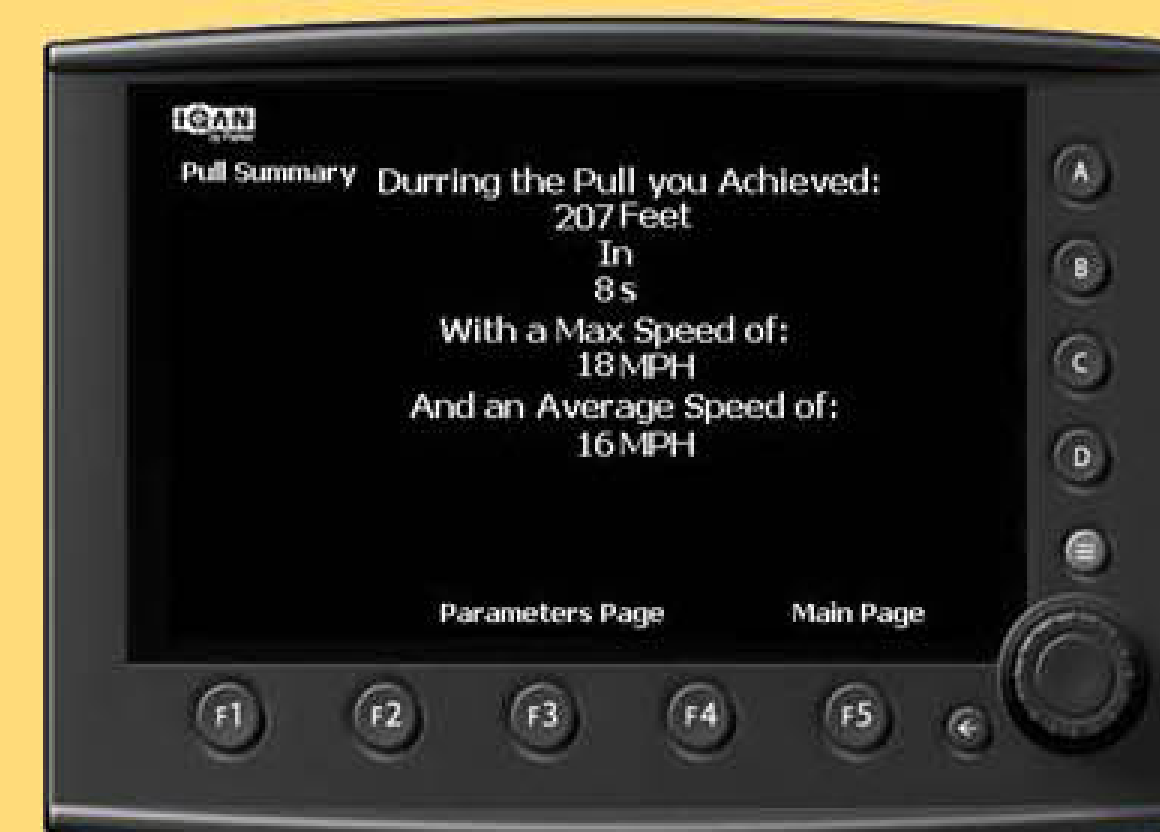 IQAN
Pull Summary
Durring the Pull you Achieved:
207 Feet
In
8 s
With a Max Speed of:
18 MPH
And an Average Speed of:
16 MPH
Parameters Page
Main Page
A
B
C
D
F1
F2
F3
F4
F5